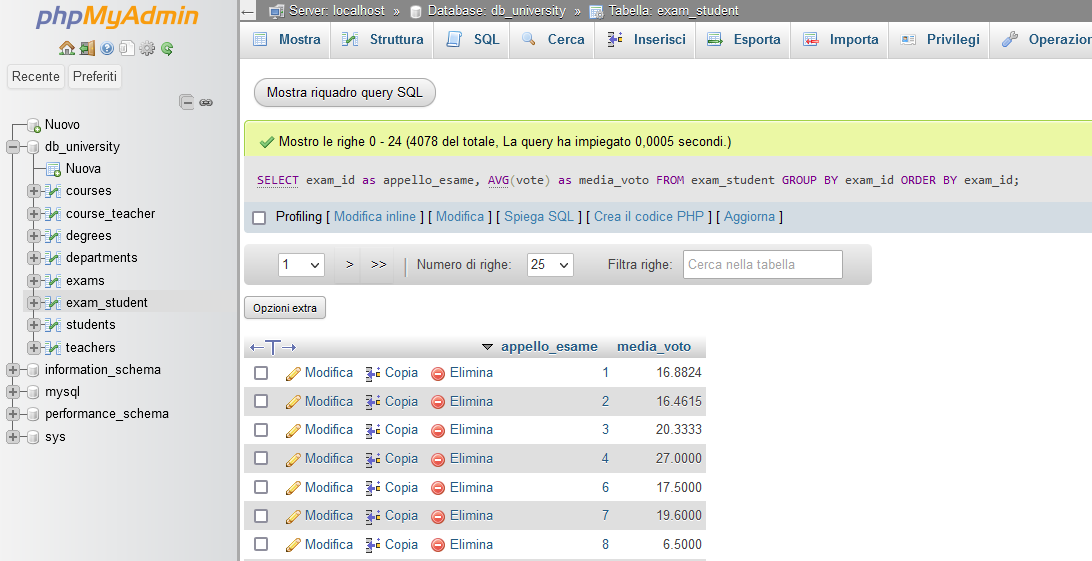 phpMyAdmin
Recente Preferiti
Nuovo
db_university
Nuova
courses
course_teacher
degrees
departments
exams
exam_student
students
teachers
information_schema
mysql
performance_schema
sys
Server: localhost » Database: db_university » Tabella: exam_student
Mostra Struttura SQL Cerca Inserisci Esporta Importa Privilegi Operazion
Mostra riquadro query SQL
Mostro le righe 0 - 24 (4078 del totale, La query ha impiegato 0,0005 secondi.)
SELECT exam_id as appello_esame, AVG(vote) as media_voto FROM exam_student GROUP BY exam_id ORDER BY exam_id;
Profiling [ Modifica inline ] [ Modifica ] [ Spiega SQL ] [ Crea il codice PHP ] [ Aggiorna ]
1 > >> | Numero di righe: 25 Filtra righe: Cerca nella tabella
Opzioni extra
←T→ appello_esame media_voto
Modifica Copia Elimina 1 16.8824
Modifica Copia Elimina 2 16.4615
Modifica Copia Elimina 3 20.3333
Modifica Copia Elimina 4 27.0000
Modifica Copia Elimina 6 17.5000
Modifica Copia Elimina 7 19.6000
Modifica Copia Elimina 8 6.5000